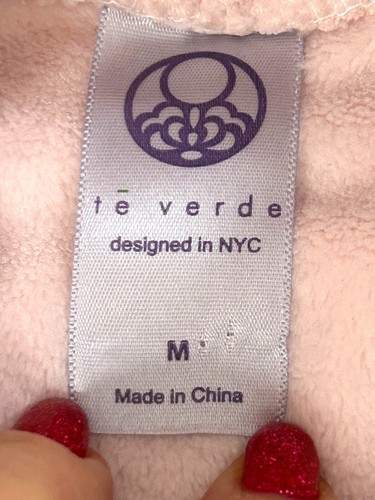 tē verde
designed in NYC
M
Made in China